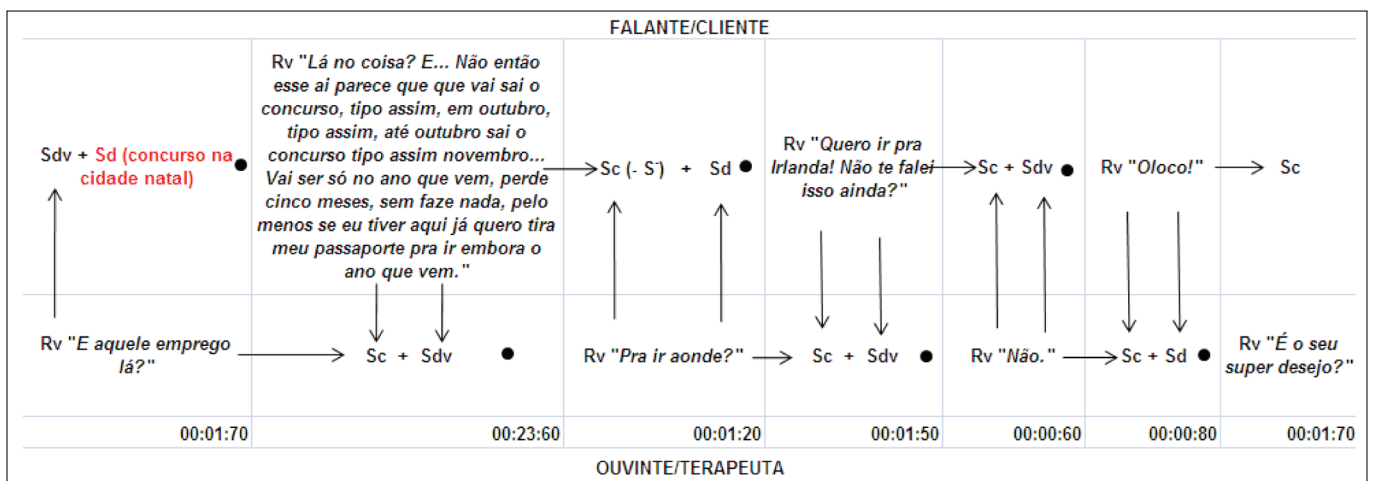 FALANTE/CLIENTE
Sdv + Sd (concurso na
cidade natal)
Rv "Lá no coisa? E... Não então
esse ai parece que que vai sai o
concurso, tipo assim, em outubro,
tipo assim, até outubro sai o
concurso tipo assim novembro...
Vai ser só no ano que vem, perde
cinco meses, sem faze nada, pelo
menos se eu tiver aqui já quero tira
meu passaporte pra ir embora o
ano que vem."
Sc (- S⁻) + Sd
Rv "Quero ir pra
Irlanda! Não te falei
isso ainda?"
Sc + Sdv
Rv "Oloco!"
Sc
Rv "E aquele emprego
lá?"
Sc + Sdv
Rv "Pra ir aonde?"
Sc + Sdv
Rv "Não."
Sc + Sd
Rv "É o seu
super desejo?"
00:01:70
00:23:60
00:01:20
00:01:50
00:00:60
00:00:80
00:01:70
OUVINTE/TERAPEUTA